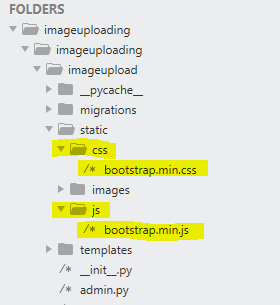 FOLDERS
imageuploading
imageuploading
imageupload
__pycache__
migrations
static
css
/* bootstrap.min.css
images
js
/* bootstrap.min.js
templates
/* __init__.py
/* admin.py